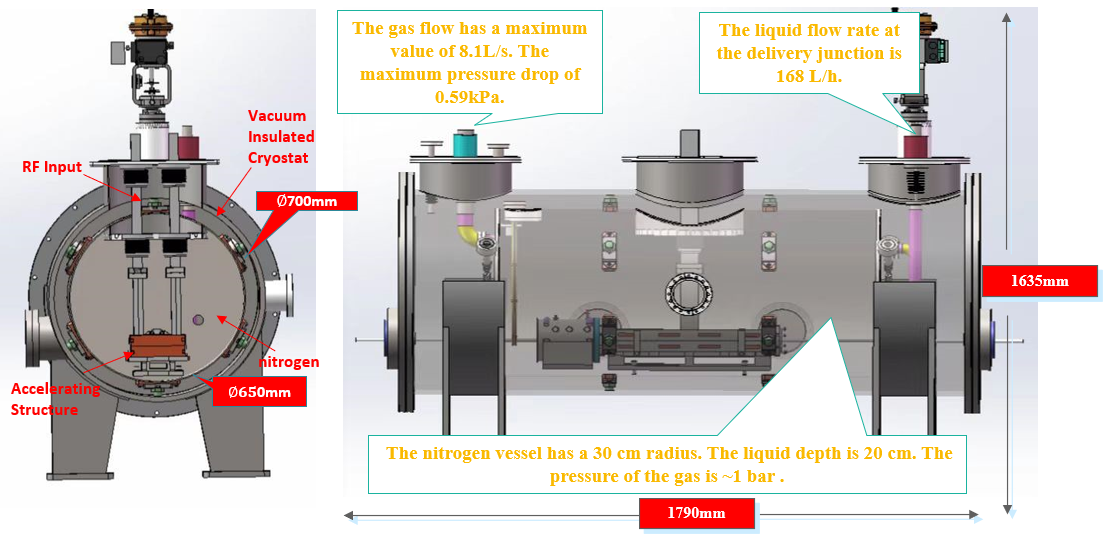 The gas flow has a maximum
value of 8.1L/s. The
maximum pressure drop of
0.59kPa.
The liquid flow rate at
the delivery junction is
168 L/h.
Vacuum
Insulated
Cryostat
RF Input
Ø700mm
1635mm
nitrogen
Accelerating
Structure
Ø650mm
The nitrogen vessel has a 30 cm radius. The liquid depth is 20 cm. The
pressure of the gas is ~1 bar .
1790mm